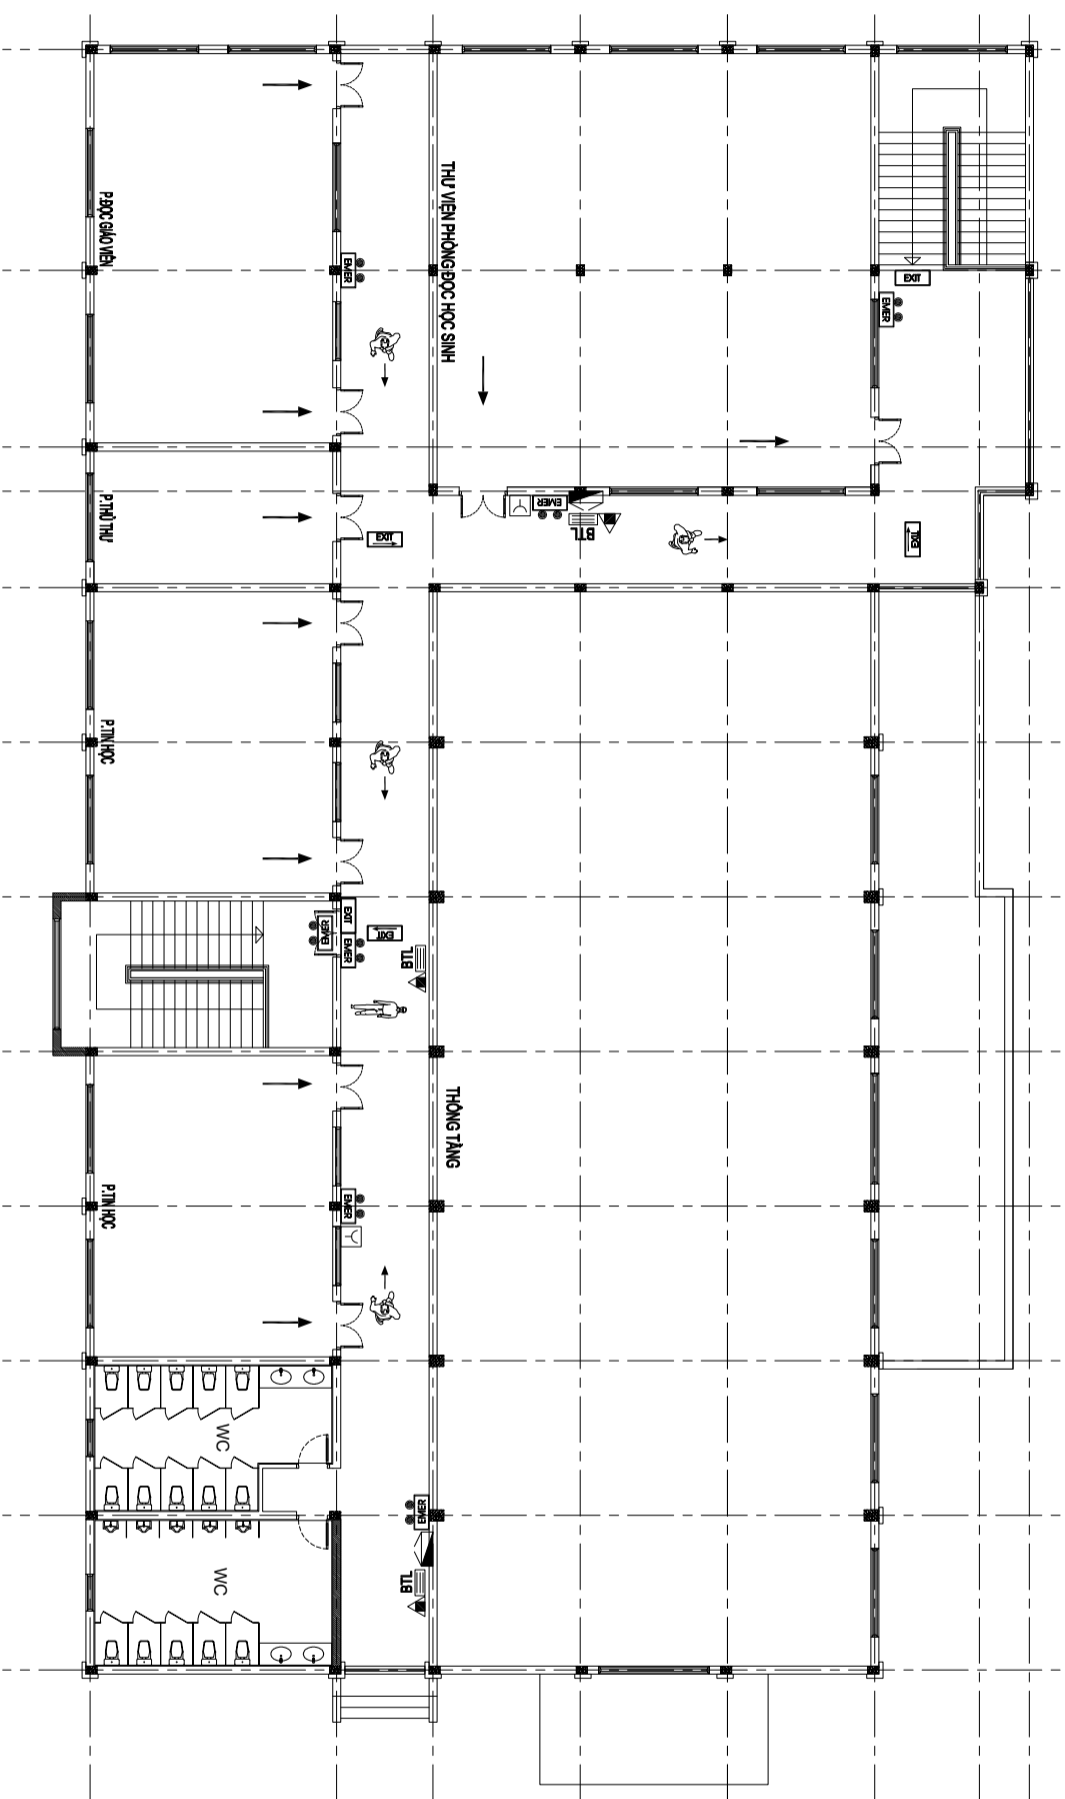 P.ĐỌC GIÁO VIÊN
THƯ VIỆN PHÒNG ĐỌC HỌC SINH
EMER
EXIT
EMER
P.THỦ THƯ
EXIT
EMER
BTL
EXIT
P.TIN HỌC
EMER
EXIT
EMER
EXIT
BTL
THÔNG TẦNG
P.TIN HỌC
EMER
WC
EMER
WC
BTL